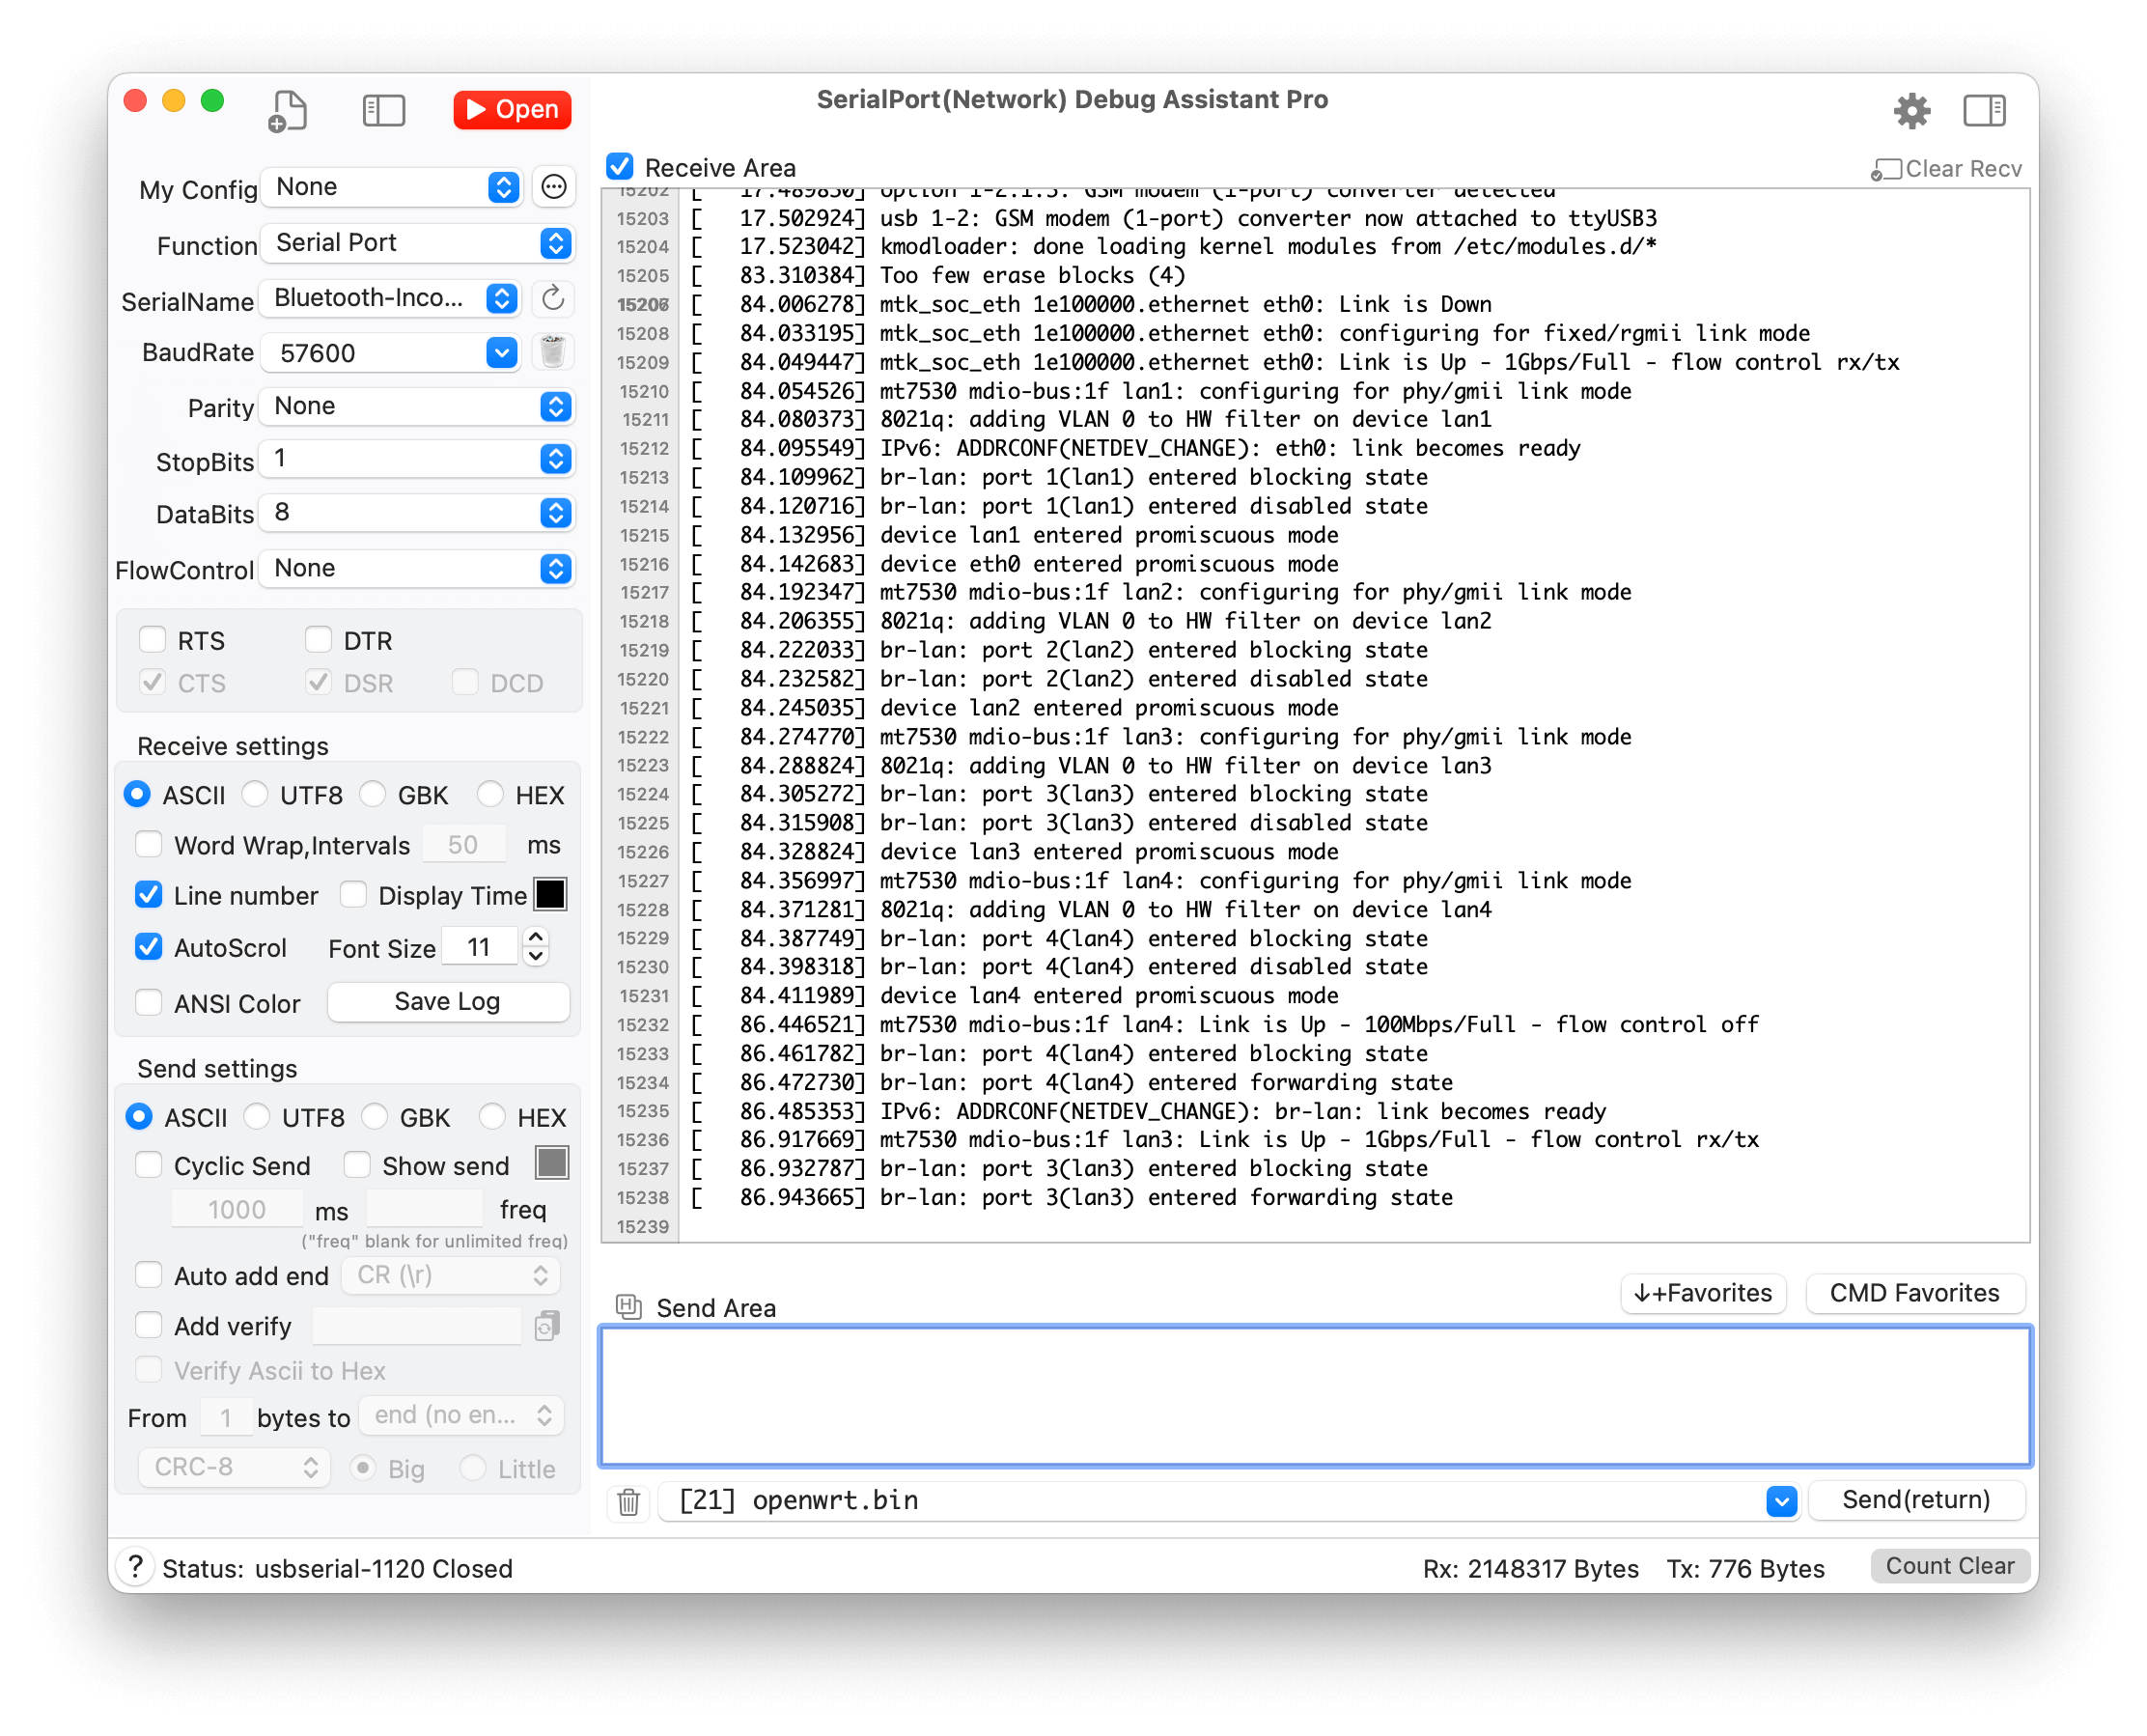 Open
SerialPort(Network) Debug Assistant Pro
My Config None
Function Serial Port
SerialName Bluetooth-Inco...
BaudRate 57600
Parity None
StopBits 1
DataBits 8
FlowControl None
RTS DTR
CTS DSR DCD
Receive settings
ASCII UTF8 GBK HEX
Word Wrap,Intervals 50 ms
Line number Display Time
AutoScrol Font Size 11
ANSI Color Save Log
Send settings
ASCII UTF8 GBK HEX
Cyclic Send Show send
1000 ms freq
("freq" blank for unlimited freq)
Auto add end CR (\r)
Add verify
Verify Ascii to Hex
From 1 bytes to end (no en...
CRC-8 Big Little
Receive Area Clear Recv
15202 [ 17.489830] option 1-2:1.3: GSM modem (1-port) converter detected
15203 [ 17.502924] usb 1-2: GSM modem (1-port) converter now attached to ttyUSB3
15204 [ 17.523042] kmodloader: done loading kernel modules from /etc/modules.d/*
15205 [ 83.310384] Too few erase blocks (4)
[ 84.006278] mtk_soc_eth 1e100000.ethernet eth0: Link is Down
15208 [ 84.033195] mtk_soc_eth 1e100000.ethernet eth0: configuring for fixed/rgmii link mode
15209 [ 84.049447] mtk_soc_eth 1e100000.ethernet eth0: Link is Up - 1Gbps/Full - flow control rx/tx
15210 [ 84.054526] mt7530 mdio-bus:1f lan1: configuring for phy/gmii link mode
15211 [ 84.080373] 8021q: adding VLAN 0 to HW filter on device lan1
15212 [ 84.095549] IPv6: ADDRCONF(NETDEV_CHANGE): eth0: link becomes ready
15213 [ 84.109962] br-lan: port 1(lan1) entered blocking state
15214 [ 84.120716] br-lan: port 1(lan1) entered disabled state
15215 [ 84.132956] device lan1 entered promiscuous mode
15216 [ 84.142683] device eth0 entered promiscuous mode
15217 [ 84.192347] mt7530 mdio-bus:1f lan2: configuring for phy/gmii link mode
15218 [ 84.206355] 8021q: adding VLAN 0 to HW filter on device lan2
15219 [ 84.222033] br-lan: port 2(lan2) entered blocking state
15220 [ 84.232582] br-lan: port 2(lan2) entered disabled state
15221 [ 84.245035] device lan2 entered promiscuous mode
15222 [ 84.274770] mt7530 mdio-bus:1f lan3: configuring for phy/gmii link mode
15223 [ 84.288824] 8021q: adding VLAN 0 to HW filter on device lan3
15224 [ 84.305272] br-lan: port 3(lan3) entered blocking state
15225 [ 84.315908] br-lan: port 3(lan3) entered disabled state
15226 [ 84.328824] device lan3 entered promiscuous mode
15227 [ 84.356997] mt7530 mdio-bus:1f lan4: configuring for phy/gmii link mode
15228 [ 84.371281] 8021q: adding VLAN 0 to HW filter on device lan4
15229 [ 84.387749] br-lan: port 4(lan4) entered blocking state
15230 [ 84.398318] br-lan: port 4(lan4) entered disabled state
15231 [ 84.411989] device lan4 entered promiscuous mode
15232 [ 86.446521] mt7530 mdio-bus:1f lan4: Link is Up - 100Mbps/Full - flow control off
15233 [ 86.461782] br-lan: port 4(lan4) entered blocking state
15234 [ 86.472730] br-lan: port 4(lan4) entered forwarding state
15235 [ 86.485353] IPv6: ADDRCONF(NETDEV_CHANGE): br-lan: link becomes ready
15236 [ 86.917669] mt7530 mdio-bus:1f lan3: Link is Up - 1Gbps/Full - flow control rx/tx
15237 [ 86.932787] br-lan: port 3(lan3) entered blocking state
15238 [ 86.943665] br-lan: port 3(lan3) entered forwarding state
15239
Send Area ↓+Favorites CMD Favorites
[21] openwrt.bin Send(return)
? Status: usbserial-1120 Closed Rx: 2148317 Bytes Tx: 776 Bytes Count Clear